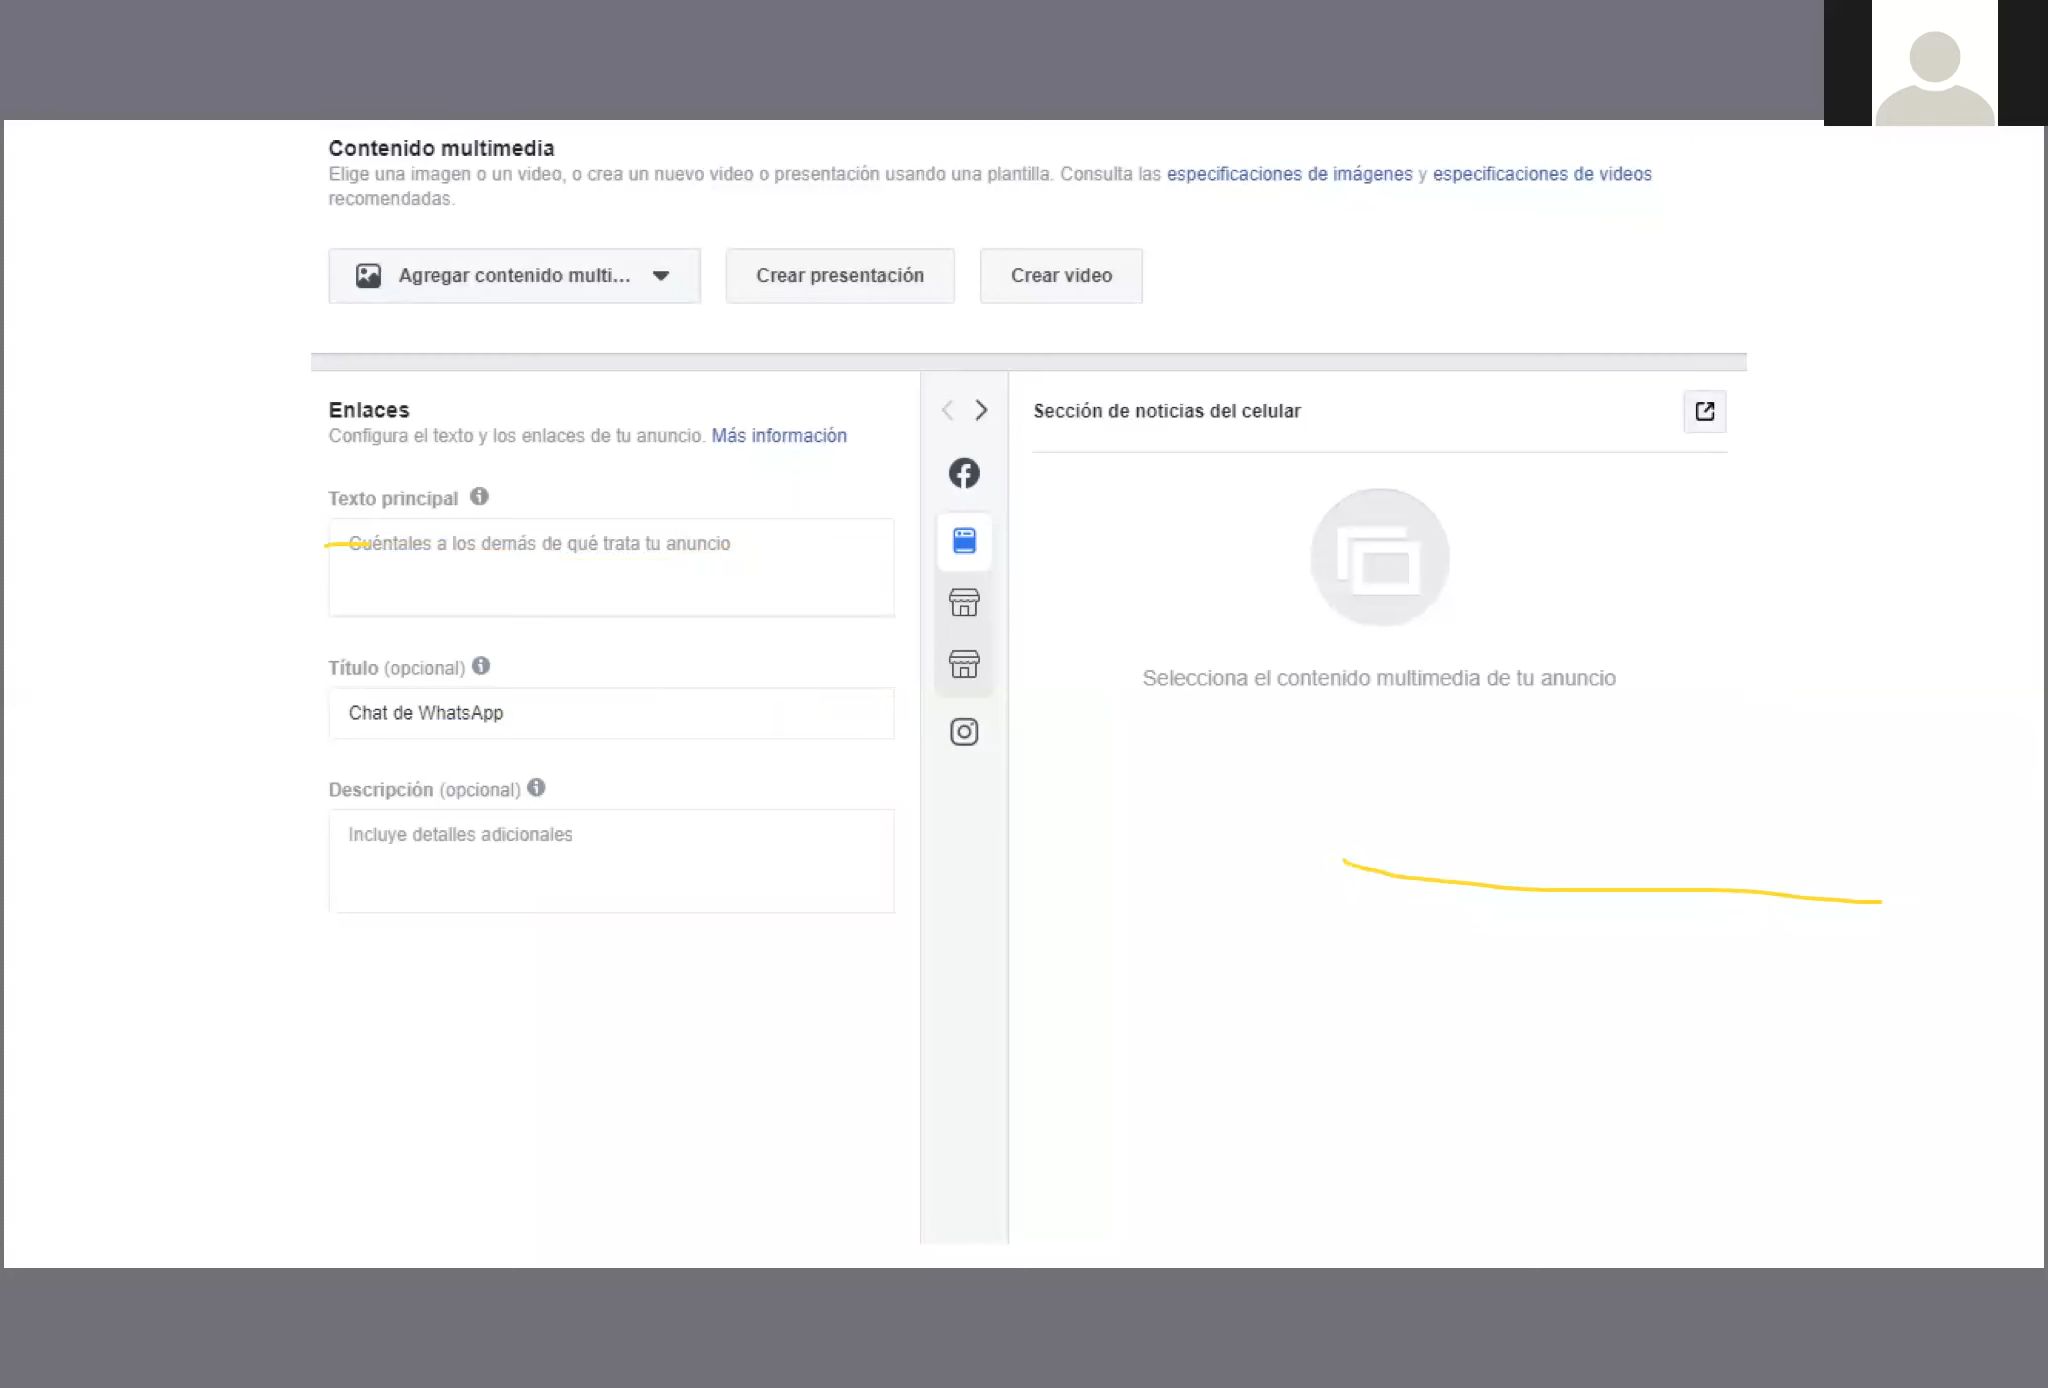 Contenido multimedia
Elige una imagen o un video, o crea un nuevo video o presentación usando una plantilla. Consulta las especificaciones de imágenes y especificaciones de videos
recomendadas.
Agregar contenido multi...
Crear presentación
Crear video
Enlaces
Configura el texto y los enlaces de tu anuncio. Más información
Texto principal
Cuéntales a los demás de qué trata tu anuncio
Título (opcional)
Chat de WhatsApp
Descripción (opcional)
Incluye detalles adicionales
Sección de noticias del celular
Selecciona el contenido multimedia de tu anuncio